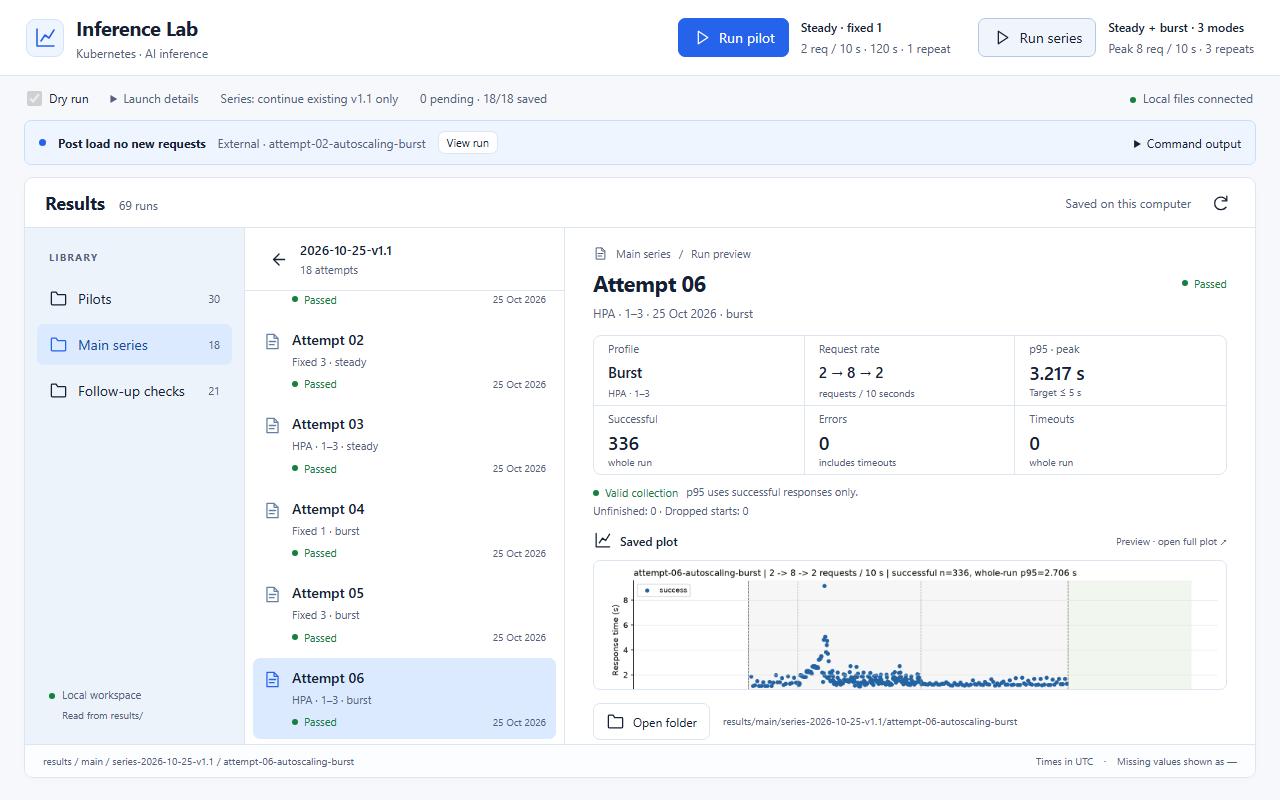 Inference Lab
Kubernetes · AI inference
Run pilot
Steady · fixed 1
2 req / 10 s · 120 s · 1 repeat
Run series
Steady + burst · 3 modes
Peak 8 req / 10 s · 3 repeats
Dry run
Launch details
Series: continue existing v1.1 only
0 pending · 18/18 saved
Local files connected
Post load no new requests
External · attempt-02-autoscaling-burst
View run
Command output
Results
69 runs
Saved on this computer
LIBRARY
Pilots
30
Main series
18
Follow-up checks
21
Local workspace
Read from results/
2026-10-25-v1.1
18 attempts
Passed
25 Oct 2026
Attempt 02
Fixed 3 · steady
Passed
25 Oct 2026
Attempt 03
HPA · 1–3 · steady
Passed
25 Oct 2026
Attempt 04
Fixed 1 · burst
Passed
25 Oct 2026
Attempt 05
Fixed 3 · burst
Passed
25 Oct 2026
Attempt 06
HPA · 1–3 · burst
Passed
25 Oct 2026
Main series / Run preview
Attempt 06
Passed
HPA · 1–3 · 25 Oct 2026 · burst
Profile
Burst
HPA · 1–3
Request rate
2 → 8 → 2
requests / 10 seconds
p95 · peak
3.217 s
Target ≤ 5 s
Successful
336
whole run
Errors
0
includes timeouts
Timeouts
0
whole run
Valid collection
p95 uses successful responses only.
Unfinished: 0 · Dropped starts: 0
Saved plot
Preview · open full plot ↗
attempt-06-autoscaling-burst | 2 -> 8 -> 2 requests / 10 s | successful n=336, whole-run p95=2.706 s
success
Response time (s)
8
6
4
2
Open folder
results/main/series-2026-10-25-v1.1/attempt-06-autoscaling-burst
results / main / series-2026-10-25-v1.1 / attempt-06-autoscaling-burst
Times in UTC · Missing values shown as —